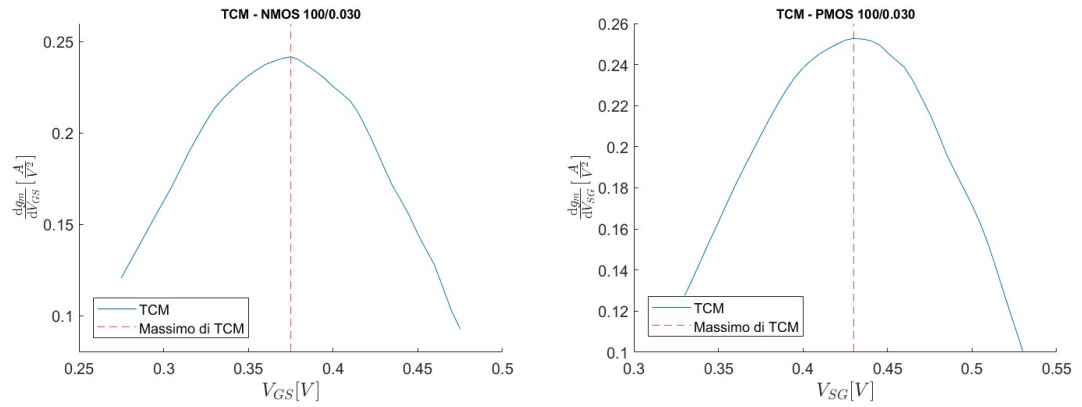 TCM - NMOS 100/0.030
0.25
0.2
0.15
0.1
dg_m/dV_GS [A/V^2]
TCM
Massimo di TCM
0.25 0.3 0.35 0.4 0.45 0.5
V_GS[V]
TCM - PMOS 100/0.030
0.26
0.24
0.22
0.2
0.18
0.16
0.14
0.12
0.1
dg_m/dV_SG [A/V^2]
TCM
Massimo di TCM
0.3 0.35 0.4 0.45 0.5 0.55
V_SG[V]